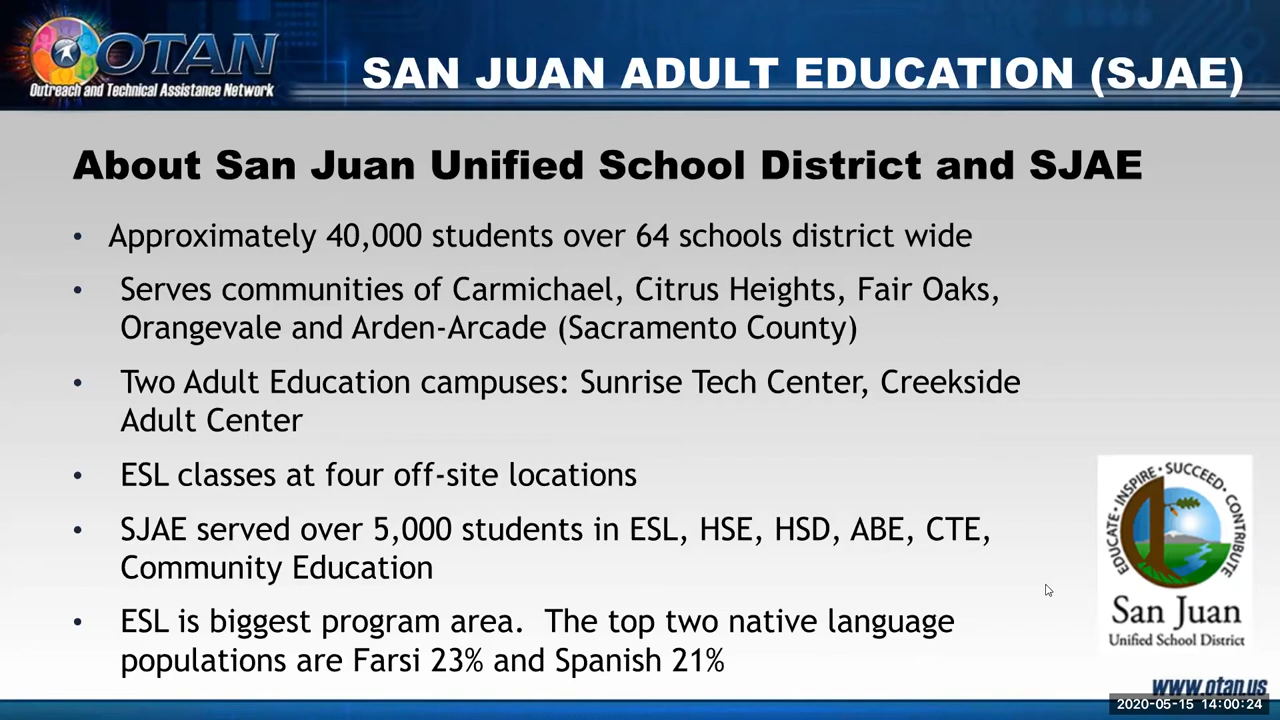 OTAN
Outreach and Technical Assistance Network
SAN JUAN ADULT EDUCATION (SJAE)
About San Juan Unified School District and SJAE
• Approximately 40,000 students over 64 schools district wide
• Serves communities of Carmichael, Citrus Heights, Fair Oaks,
Orangevale and Arden-Arcade (Sacramento County)
• Two Adult Education campuses: Sunrise Tech Center, Creekside
Adult Center
• ESL classes at four off-site locations
• SJAE served over 5,000 students in ESL, HSE, HSD, ABE, CTE,
Community Education
• ESL is biggest program area.  The top two native language
populations are Farsi 23% and Spanish 21%
EDUCATE • INSPIRE • SUCCEED • CONTRIBUTE
San Juan
Unified School District
www.otan.us
2020-05-15 14:00:24